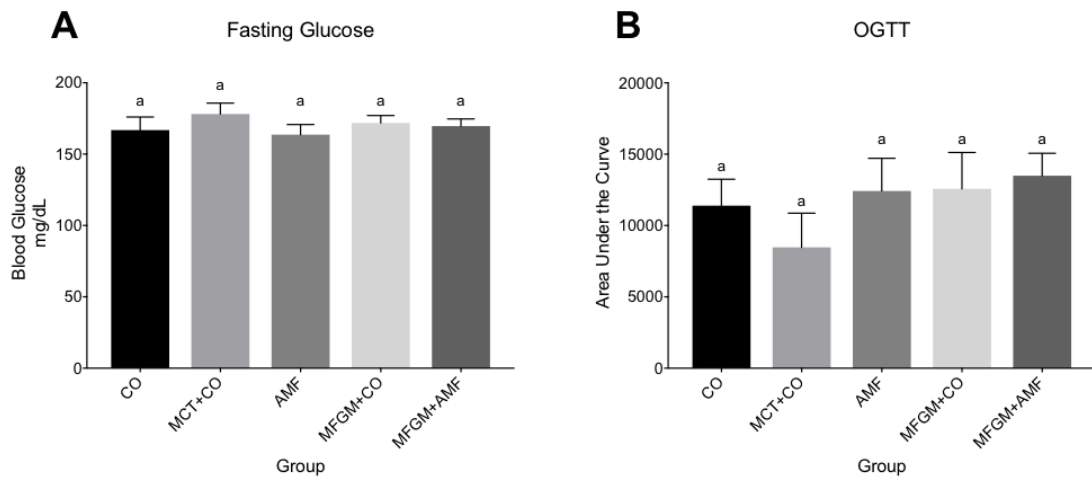 A
Fasting Glucose
200
150
100
50
0
Blood Glucose
mg/dL
a
a
a
a
a
CO
MCT+CO
AMF
MFGM+CO
MFGM+AMF
Group
B
OGTT
20000
15000
10000
5000
0
Area Under the Curve
a
a
a
a
a
CO
MCT+CO
AMF
MFGM+CO
MFGM+AMF
Group